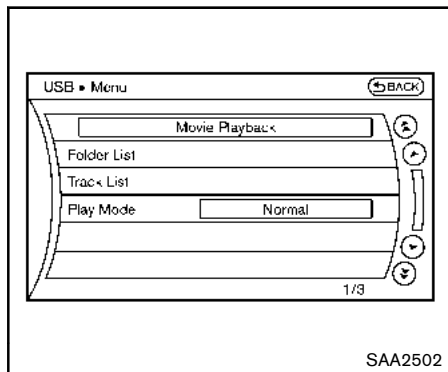 USB • Menu
BACK
Movie Playback
Folder List
Track List
Play Mode
Normal
1/3
SAA2502